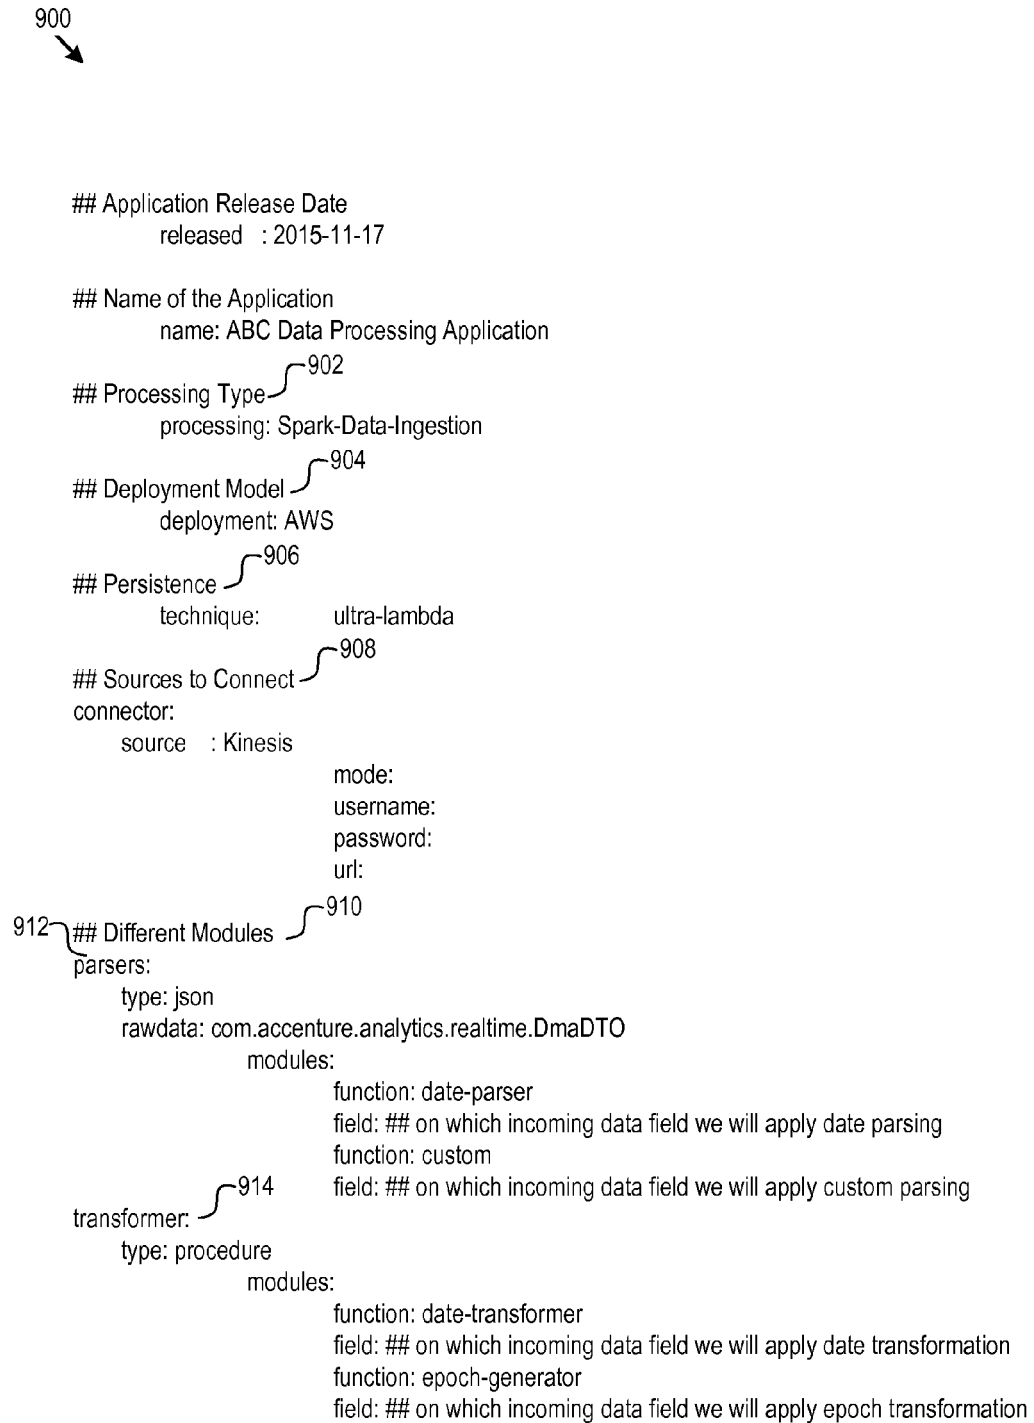 900
## Application Release Date
released : 2015-11-17
## Name of the Application
name: ABC Data Processing Application
902
## Processing Type
processing: Spark-Data-Ingestion
904
## Deployment Model
deployment: AWS
906
## Persistence
technique: ultra-lambda
908
## Sources to Connect
connector:
source : Kinesis
mode:
username:
password:
url:
910
912 ## Different Modules
parsers:
type: json
rawdata: com.accenture.analytics.realtime.DmaDTO
modules:
function: date-parser
field: ## on which incoming data field we will apply date parsing
function: custom
914 field: ## on which incoming data field we will apply custom parsing
transformer:
type: procedure
modules:
function: date-transformer
field: ## on which incoming data field we will apply date transformation
function: epoch-generator
field: ## on which incoming data field we will apply epoch transformation